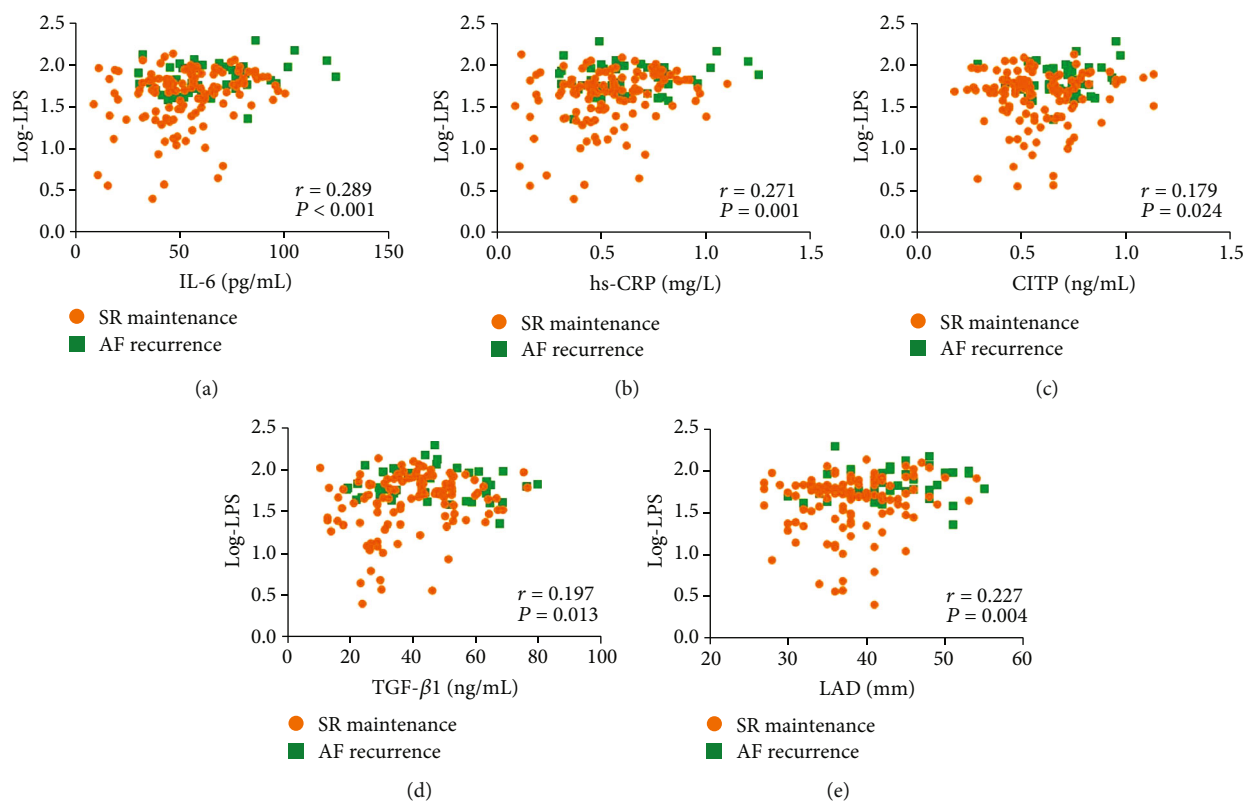 2.5
2.0
1.5
1.0
0.5
0.0
Log-LPS
0
50
100
150
IL-6 (pg/mL)
r = 0.289
P < 0.001
SR maintenance
AF recurrence
(a)
2.5
2.0
1.5
1.0
0.5
0.0
Log-LPS
0.0
0.5
1.0
1.5
hs-CRP (mg/L)
r = 0.271
P = 0.001
SR maintenance
AF recurrence
(b)
2.5
2.0
1.5
1.0
0.5
0.0
Log-LPS
0.0
0.5
1.0
1.5
CITP (ng/mL)
r = 0.179
P = 0.024
SR maintenance
AF recurrence
(c)
2.5
2.0
1.5
1.0
0.5
0.0
Log-LPS
0
20
40
60
80
100
TGF-β1 (ng/mL)
r = 0.197
P = 0.013
SR maintenance
AF recurrence
(d)
2.5
2.0
1.5
1.0
0.5
0.0
Log-LPS
20
30
40
50
60
LAD (mm)
r = 0.227
P = 0.004
SR maintenance
AF recurrence
(e)